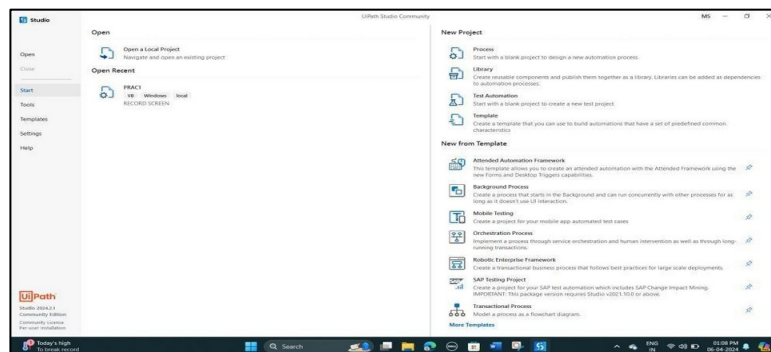 Studio
UiPath Studio Community
MS
Open
Close
Start
Tools
Templates
Settings
Help
Open
Open a Local Project
Navigate and open an existing project
Open Recent
PRAC1
VB Windows local
RECORD SCREEN
New Project
Process
Start with a blank project to design a new automation process.
Library
Create reusable components and publish them together as a library. Libraries can be added as dependencies
to automation processes.
Test Automation
Start with a blank project to create a new test project.
Template
Create a template that you can use to build automations that have a set of predefined common
characteristics
New from Template
Attended Automation Framework
This template allows you to create an attended automation with the Attended Framework using the
new Forms and Desktop Triggers capabilities.
Background Process
Create a process that starts in the Background and can run concurrently with other processes for as
long as it doesn't use UI interaction.
Mobile Testing
Create a project for your mobile app automated test cases
Orchestration Process
Implement a process through service orchestration and human intervention as well as through long-
running transactions.
Robotic Enterprise Framework
Create a transactional business process that follows best practices for large scale deployments.
SAP Testing Project
Create a project for your SAP test automation which includes SAP Change Impact Mining.
IMPORTANT: This package version requires Studio v2021.10.0 or above.
Transactional Process
Model a process as a flowchart diagram.
More Templates
UiPath
Studio 2024.2.1
Community Edition
Community License
Per-user installation
Today's high
To break record
Search
ENG
IN
01:08 PM
06-04-2024